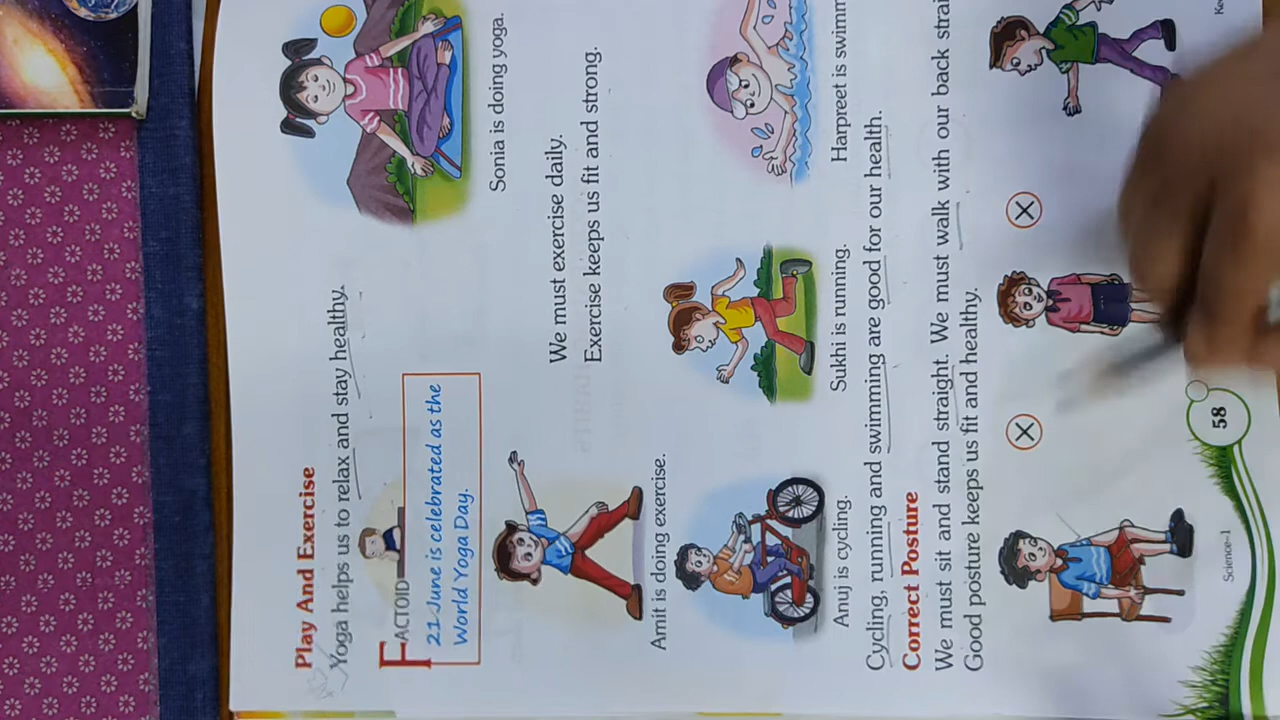 Play And Exercise
Yoga helps us to relax and stay healthy.
FACTOID
21 June is celebrated as the
World Yoga Day.
Sonia is doing yoga.
We must exercise daily.
Exercise keeps us fit and strong.
Amit is doing exercise.
Anuj is cycling.
Sukhi is running.
Harpreet is swimm
Cycling, running and swimming are good for our health.
Correct Posture
We must sit and stand straight. We must walk with our back strai
Good posture keeps us fit and healthy.
Science-1
58